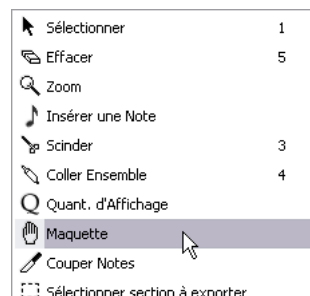 Sélectionner 1
Effacer 5
Zoom
Insérer une Note
Scinder 3
Coller Ensemble 4
Q Quant. d'Affichage
Maquette
Couper Notes
Sélectionner section à exporter